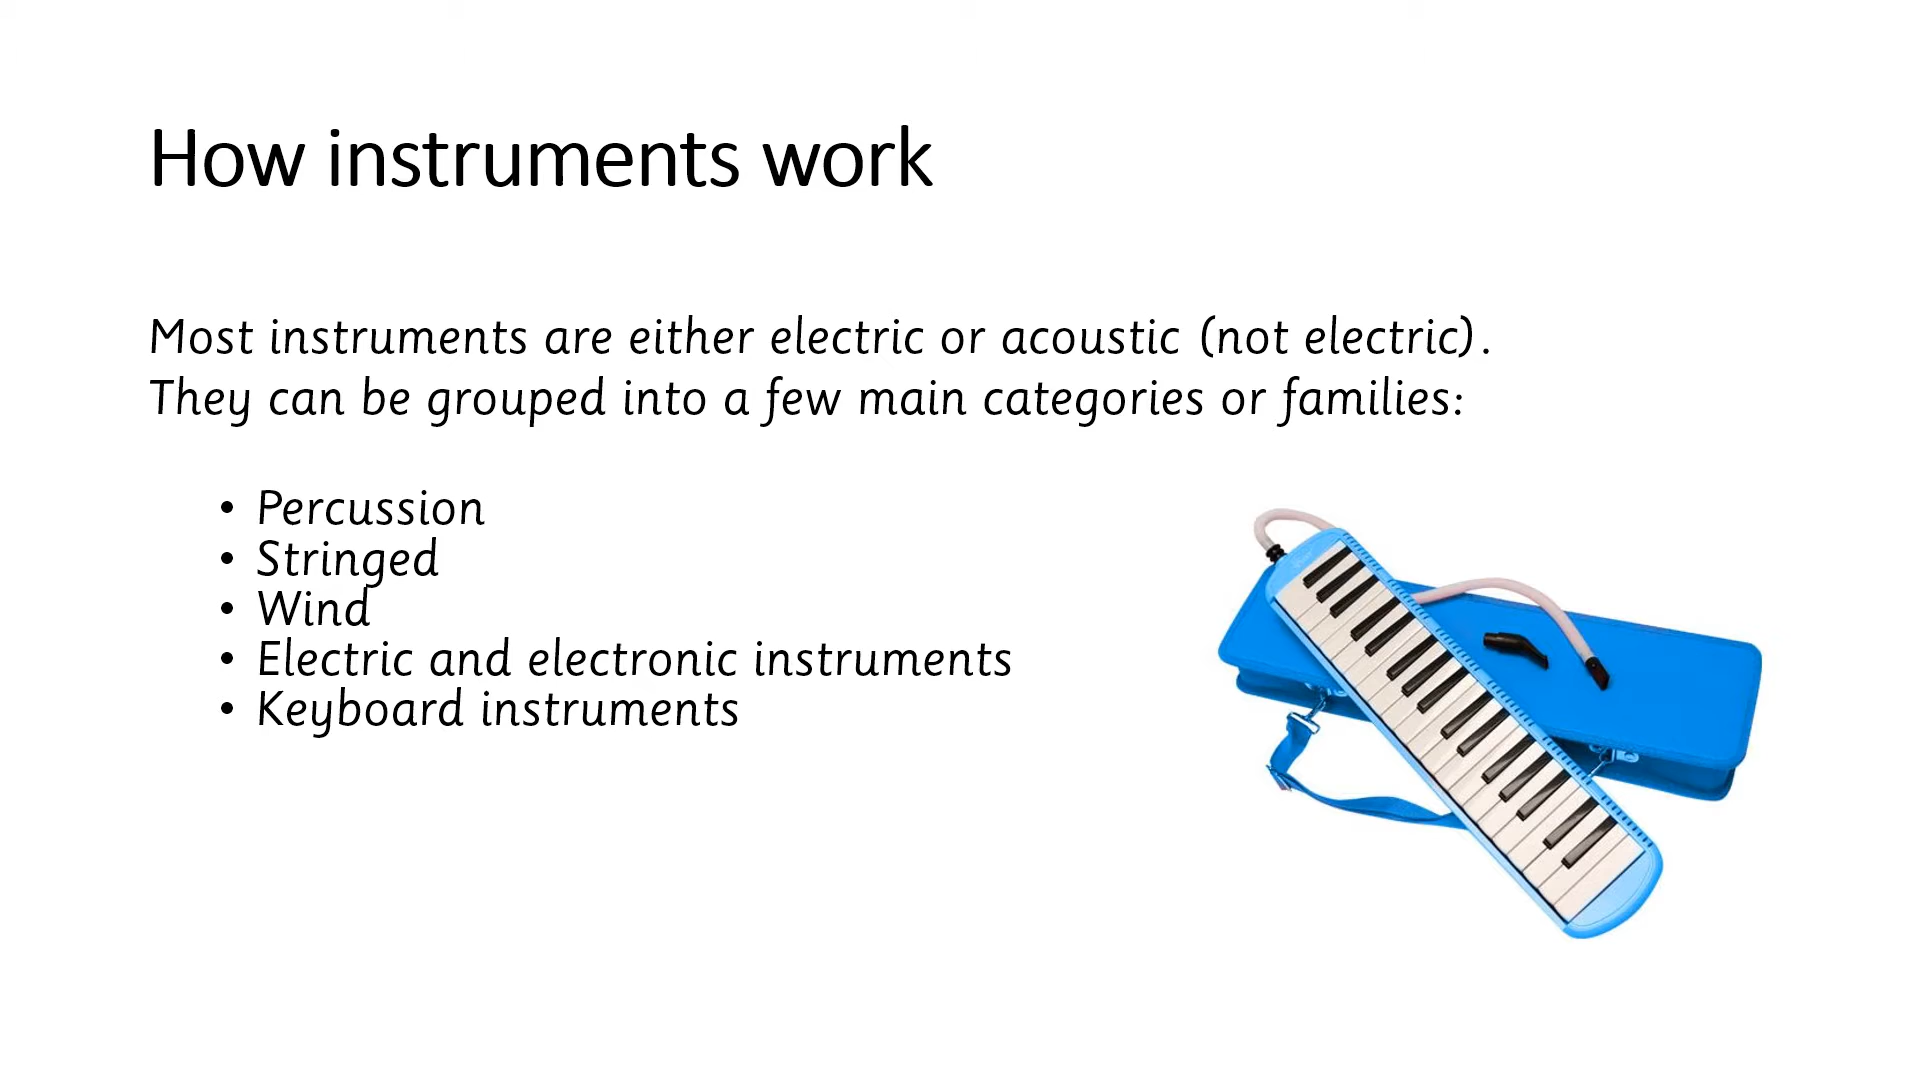 How instruments work
Most instruments are either electric or acoustic (not electric).
They can be grouped into a few main categories or families:
• Percussion
• Stringed
• Wind
• Electric and electronic instruments
• Keyboard instruments